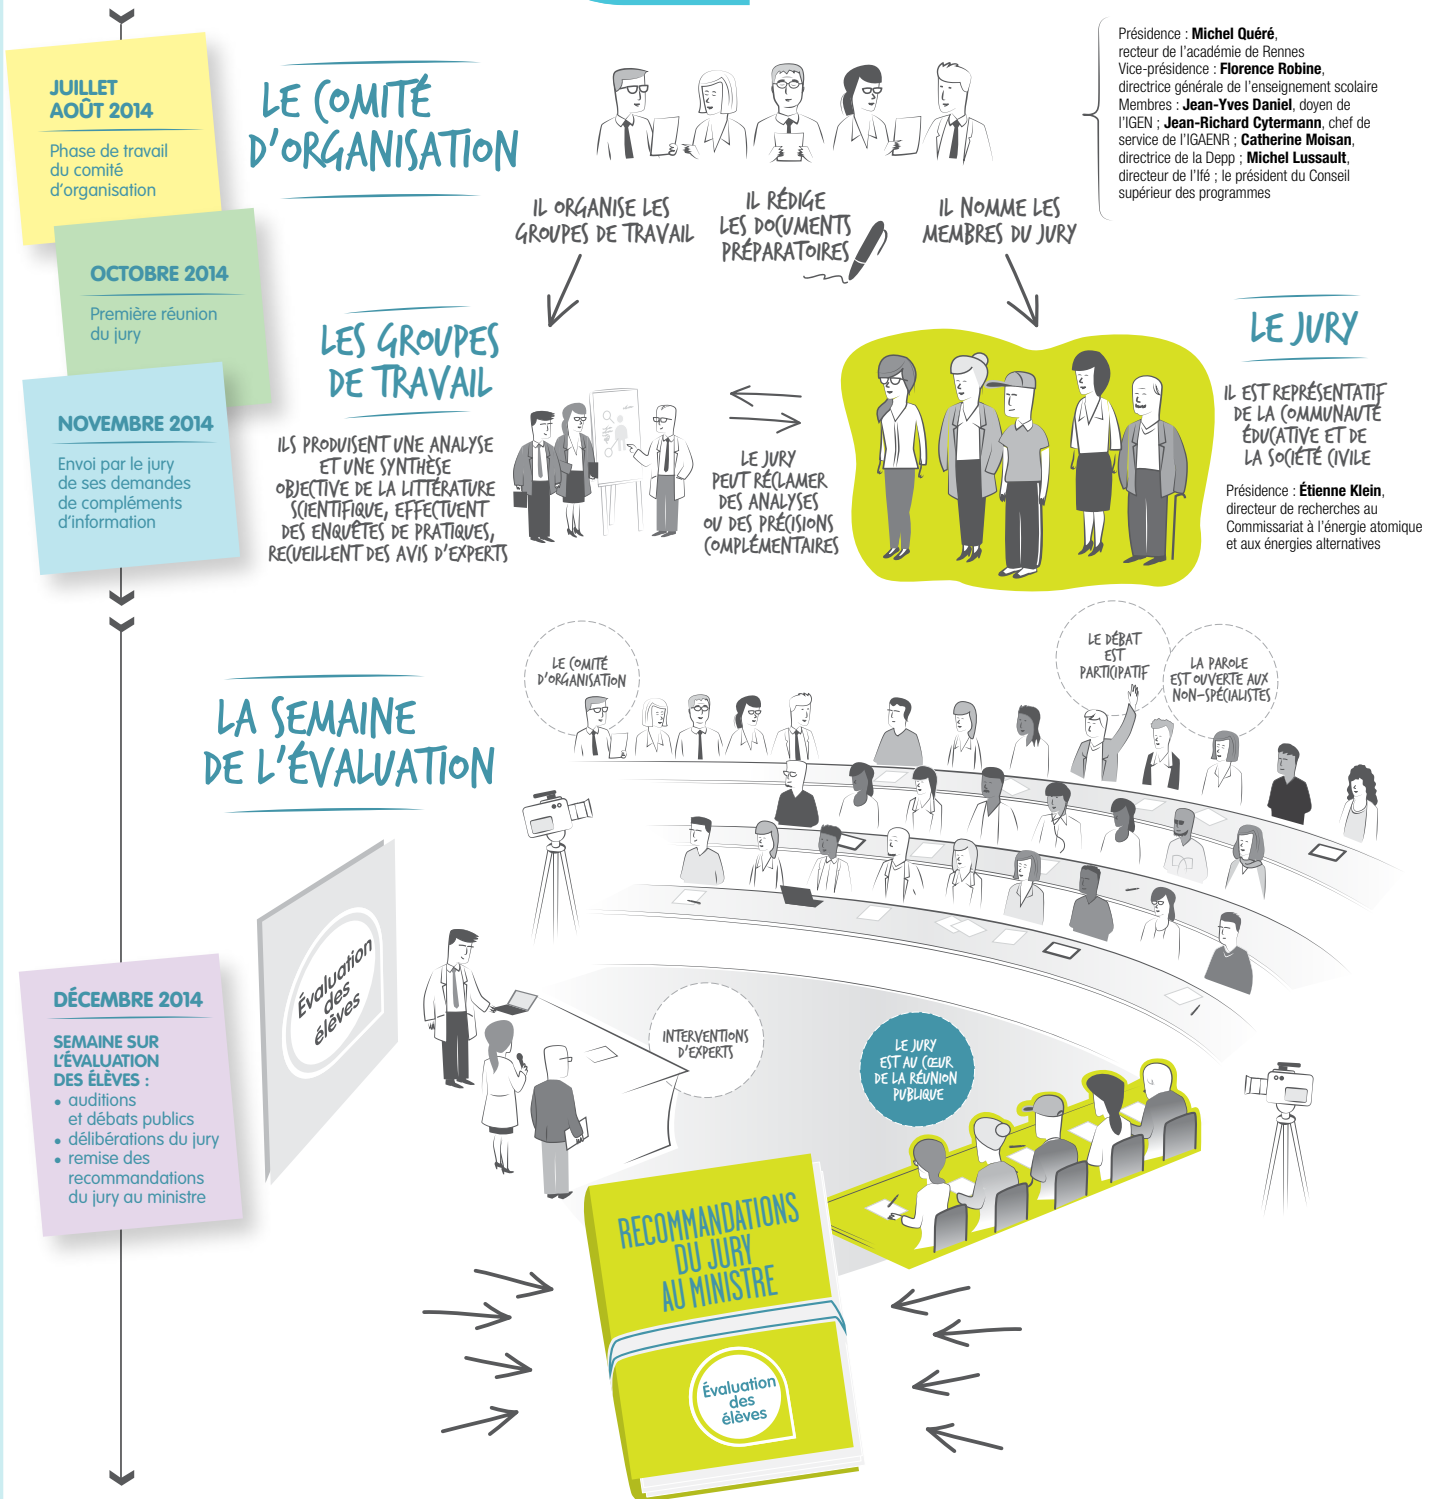 JUILLET
AOÛT 2014
Phase de travail
du comité
d'organisation
LE COMITÉ
D'ORGANISATION
Présidence : Michel Quéré,
recteur de l'académie de Rennes
Vice-présidence : Florence Robine,
directrice générale de l'enseignement scolaire
Membres : Jean-Yves Daniel, doyen de
l'IGEN ; Jean-Richard Cytermann, chef de
service de l'IGAENR ; Catherine Moisan,
directrice de la Depp ; Michel Lussault,
directeur de l'Ifé ; le président du Conseil
supérieur des programmes
IL ORGANISE LES
GROUPES DE TRAVAIL
IL RÉDIGE
LES DOCUMENTS
PRÉPARATOIRES
IL NOMME LES
MEMBRES DU JURY
OCTOBRE 2014
Première réunion
du jury
LES GROUPES
DE TRAVAIL
ILS PRODUISENT UNE ANALYSE
ET UNE SYNTHÈSE
OBJECTIVE DE LA LITTÉRATURE
SCIENTIFIQUE, EFFECTUENT
DES ENQUÊTES DE PRATIQUES,
RECUEILLENT DES AVIS D'EXPERTS
LE JURY
PEUT RÉCLAMER
DES ANALYSES
OU DES PRÉCISIONS
COMPLÉMENTAIRES
LE JURY
IL EST REPRÉSENTATIF
DE LA COMMUNAUTÉ
ÉDUCATIVE ET DE
LA SOCIÉTÉ CIVILE
Présidence : Étienne Klein,
directeur de recherches au
Commissariat à l'énergie atomique
et aux énergies alternatives
NOVEMBRE 2014
Envoi par le jury
de ses demandes
de compléments
d'information
LA SEMAINE
DE L'ÉVALUATION
LE COMITÉ
D'ORGANISATION
LE DÉBAT
EST
PARTICIPATIF
LA PAROLE
EST OUVERTE AUX
NON-SPÉCIALISTES
Évaluation
des
élèves
INTERVENTIONS
D'EXPERTS
LE JURY
EST AU CŒUR
DE LA RÉUNION
PUBLIQUE
DÉCEMBRE 2014
SEMAINE SUR
L'ÉVALUATION
DES ÉLÈVES :
• auditions
et débats publics
• délibérations du jury
• remise des
recommandations
du jury au ministre
RECOMMANDATIONS
DU JURY
AU MINISTRE
Évaluation
des
élèves